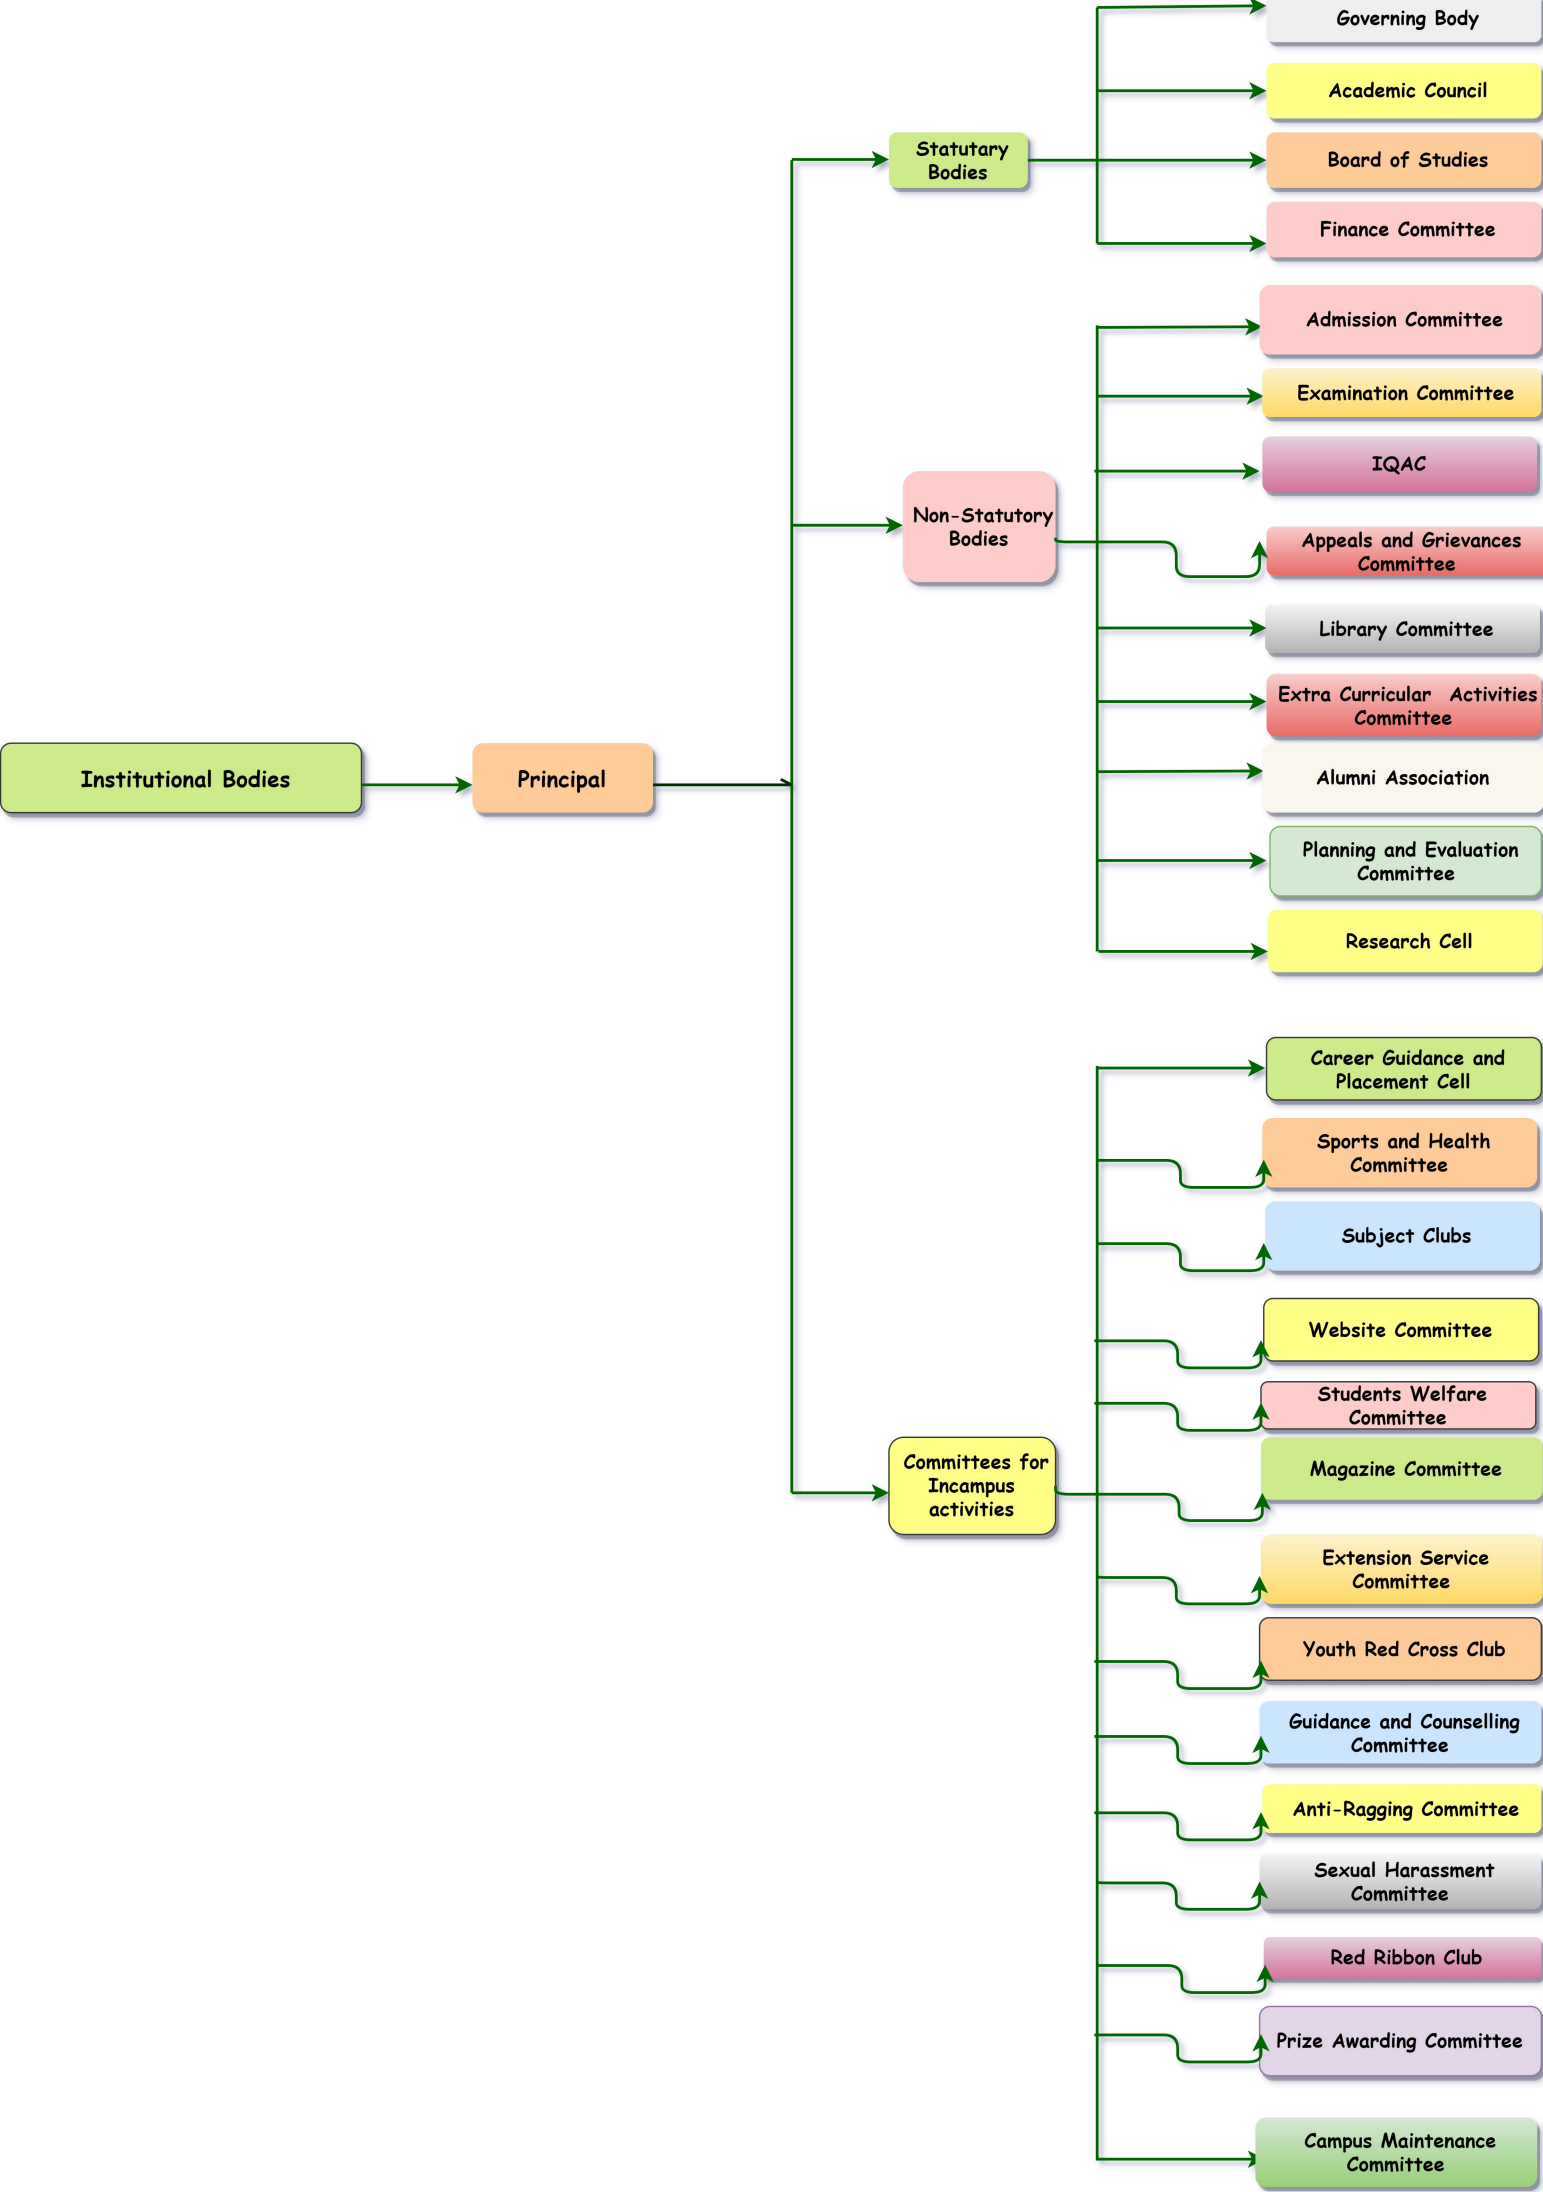 Governing Body
Academic Council
Statutary
Bodies
Board of Studies
Finance Committee
Admission Committee
Examination Committee
IQAC
Non-Statutory
Bodies
Appeals and Grievances
Committee
Library Committee
Extra Curricular Activities
Committee
Institutional Bodies
Principal
Alumni Association
Planning and Evaluation
Committee
Research Cell
Career Guidance and
Placement Cell
Sports and Health
Committee
Subject Clubs
Website Committee
Students Welfare
Committee
Committees for
Incampus
activities
Magazine Committee
Extension Service
Committee
Youth Red Cross Club
Guidance and Counselling
Committee
Anti-Ragging Committee
Sexual Harassment
Committee
Red Ribbon Club
Prize Awarding Committee
Campus Maintenance
Committee